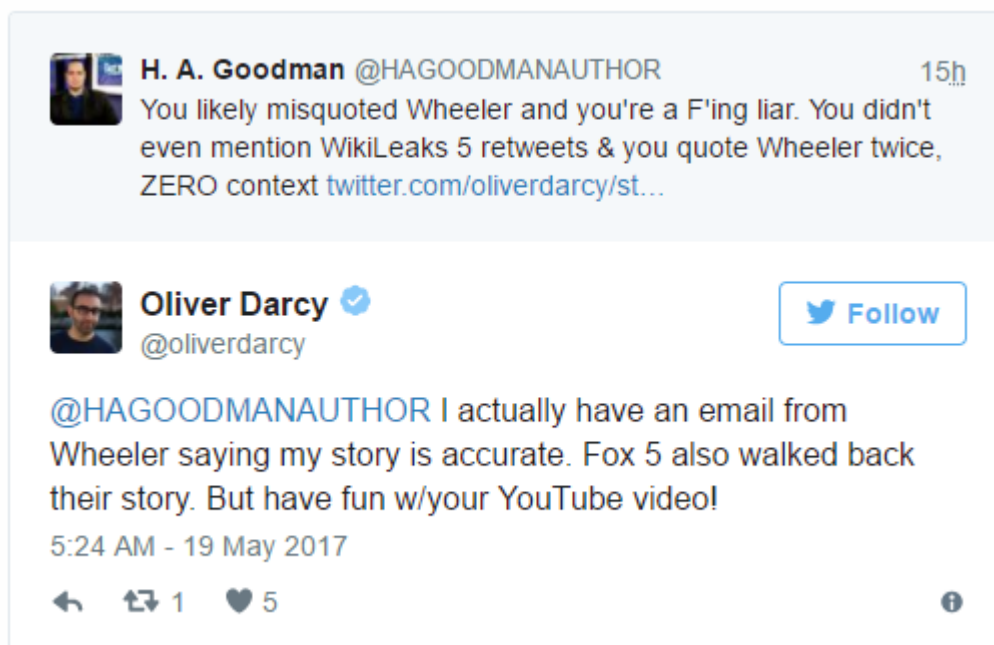 H. A. Goodman @HAGOODMANAUTHOR 15h
You likely misquoted Wheeler and you're a F'ing liar. You didn't
even mention WikiLeaks 5 retweets & you quote Wheeler twice,
ZERO context twitter.com/oliverdarcy/st…
Oliver Darcy
Follow
@oliverdarcy
@HAGOODMANAUTHOR I actually have an email from
Wheeler saying my story is accurate. Fox 5 also walked back
their story. But have fun w/your YouTube video!
5:24 AM - 19 May 2017
1 5